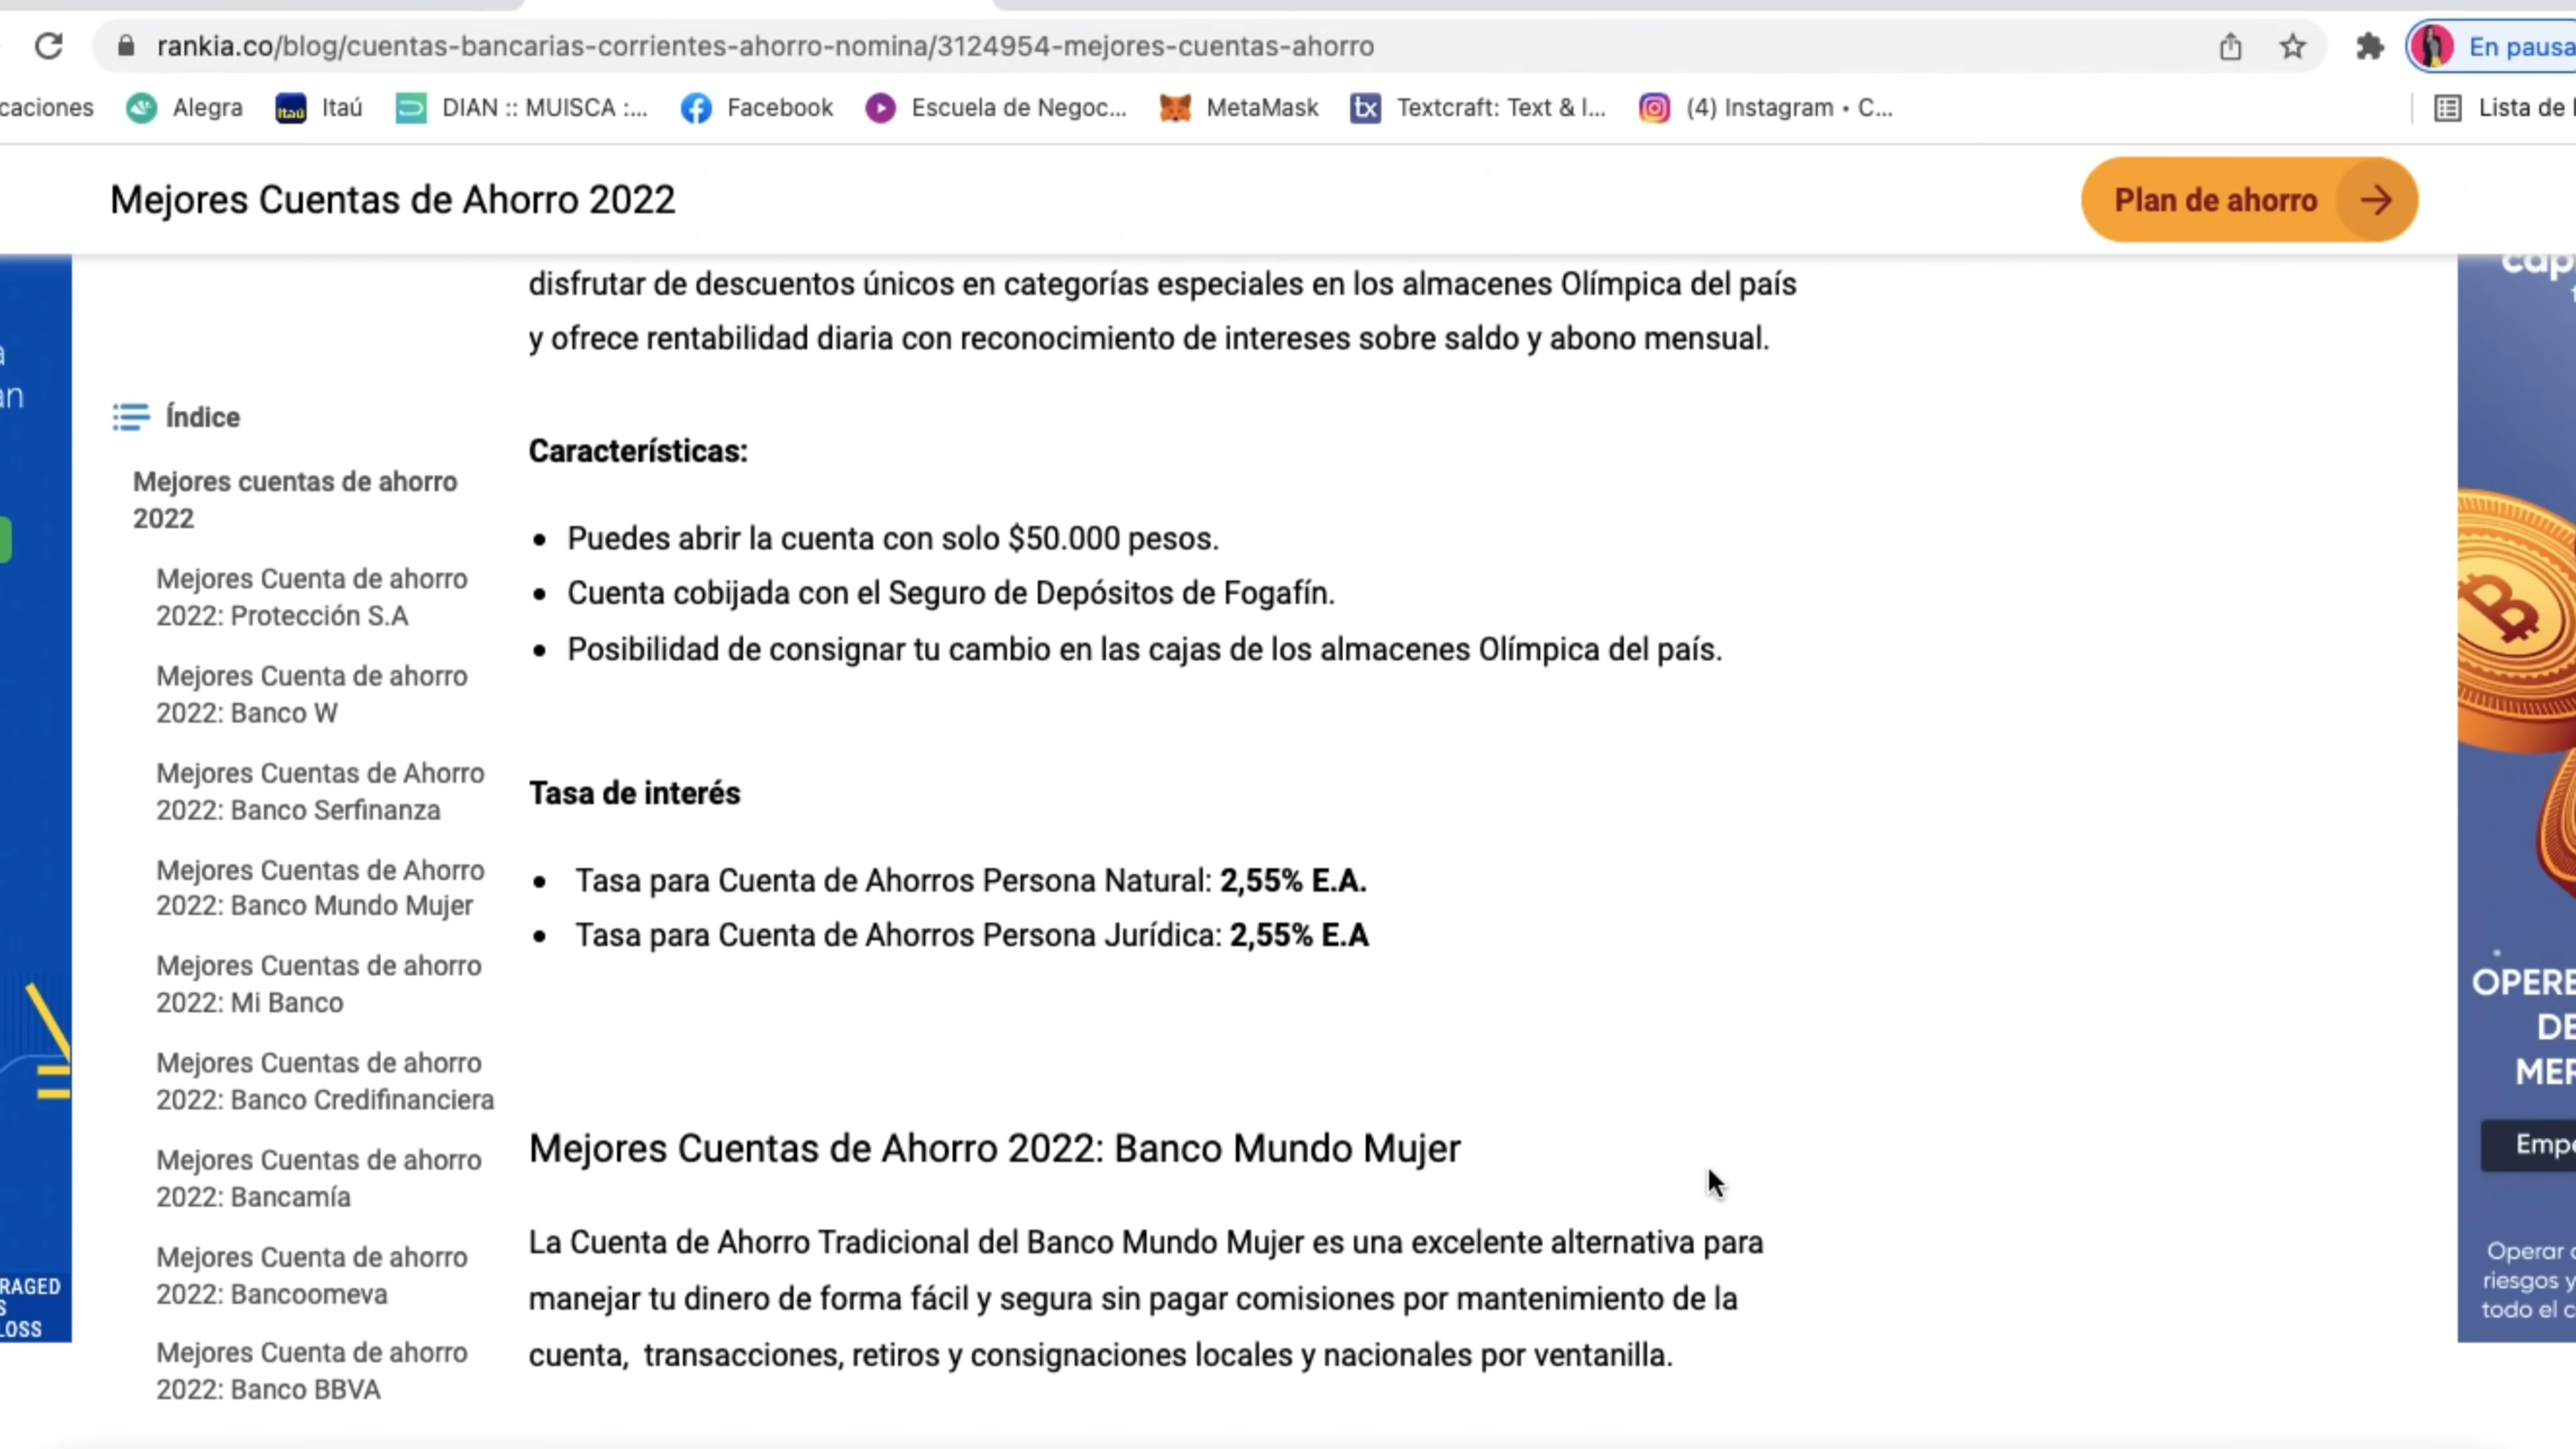 rankia.co/blog/cuentas-bancarias-corrientes-ahorro-nomina/3124954-mejores-cuentas-ahorro
En pausa
caciones Alegra Itaú DIAN :: MUISCA :... Facebook Escuela de Negoc... MetaMask Textcraft: Text & I... (4) Instagram • C... Lista de
Mejores Cuentas de Ahorro 2022
Plan de ahorro
disfrutar de descuentos únicos en categorías especiales en los almacenes Olímpica del país
y ofrece rentabilidad diaria con reconocimiento de intereses sobre saldo y abono mensual.
Índice
Mejores cuentas de ahorro
2022
Mejores Cuenta de ahorro
2022: Protección S.A
Mejores Cuenta de ahorro
2022: Banco W
Mejores Cuentas de Ahorro
2022: Banco Serfinanza
Mejores Cuentas de Ahorro
2022: Banco Mundo Mujer
Mejores Cuentas de ahorro
2022: Mi Banco
Mejores Cuentas de ahorro
2022: Banco Credifinanciera
Mejores Cuentas de ahorro
2022: Bancamía
Mejores Cuenta de ahorro
2022: Bancoomeva
Mejores Cuenta de ahorro
2022: Banco BBVA
Características:
• Puedes abrir la cuenta con solo $50.000 pesos.
• Cuenta cobijada con el Seguro de Depósitos de Fogafín.
• Posibilidad de consignar tu cambio en las cajas de los almacenes Olímpica del país.
Tasa de interés
• Tasa para Cuenta de Ahorros Persona Natural: 2,55% E.A.
• Tasa para Cuenta de Ahorros Persona Jurídica: 2,55% E.A
Mejores Cuentas de Ahorro 2022: Banco Mundo Mujer
La Cuenta de Ahorro Tradicional del Banco Mundo Mujer es una excelente alternativa para
manejar tu dinero de forma fácil y segura sin pagar comisiones por mantenimiento de la
cuenta, transacciones, retiros y consignaciones locales y nacionales por ventanilla.
an
RAGED
S
LOSS
cap
OPERE
DE
MER
Empe
Operar
riesgos y
todo el c